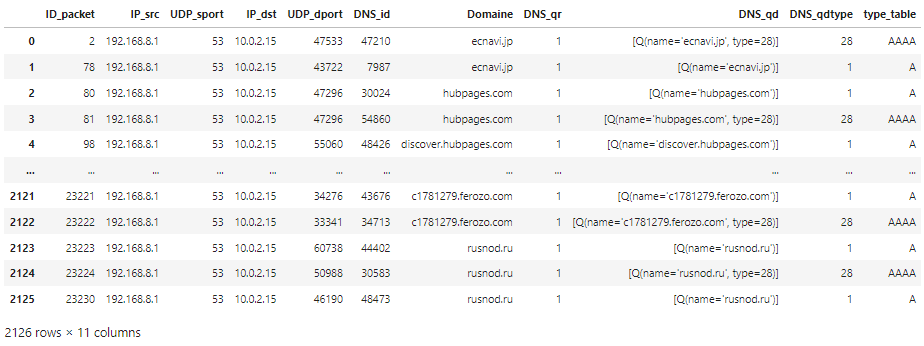 ID_packet IP_src UDP_sport IP_dst UDP_dport DNS_id Domaine DNS_qr DNS_qd DNS_qdtype type_table
0 2 192.168.8.1 53 10.0.2.15 47533 47210 ecnavi.jp 1 [Q(name='ecnavi.jp', type=28)] 28 AAAA
1 78 192.168.8.1 53 10.0.2.15 43722 7987 ecnavi.jp 1 [Q(name='ecnavi.jp')] 1 A
2 80 192.168.8.1 53 10.0.2.15 47296 30024 hubpages.com 1 [Q(name='hubpages.com')] 1 A
3 81 192.168.8.1 53 10.0.2.15 47296 54860 hubpages.com 1 [Q(name='hubpages.com', type=28)] 28 AAAA
4 98 192.168.8.1 53 10.0.2.15 55060 48426 discover.hubpages.com 1 [Q(name='discover.hubpages.com')] 1 A
... ... ... ... ... ... ... ... ... ... ... ...
2121 23221 192.168.8.1 53 10.0.2.15 34276 43676 c1781279.ferozo.com 1 [Q(name='c1781279.ferozo.com')] 1 A
2122 23222 192.168.8.1 53 10.0.2.15 33341 34713 c1781279.ferozo.com 1 [Q(name='c1781279.ferozo.com', type=28)] 28 AAAA
2123 23223 192.168.8.1 53 10.0.2.15 60738 44402 rusnod.ru 1 [Q(name='rusnod.ru')] 1 A
2124 23224 192.168.8.1 53 10.0.2.15 50988 30583 rusnod.ru 1 [Q(name='rusnod.ru', type=28)] 28 AAAA
2125 23230 192.168.8.1 53 10.0.2.15 46190 48473 rusnod.ru 1 [Q(name='rusnod.ru')] 1 A
2126 rows × 11 columns